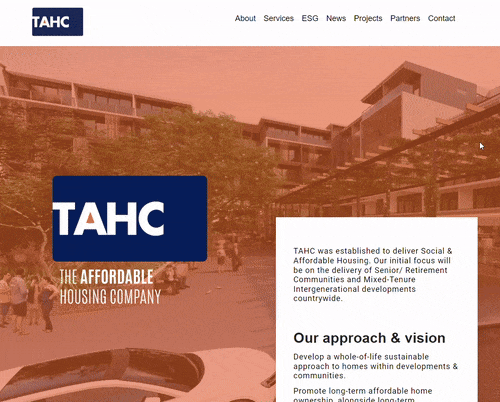 TAHC
About Services ESG News Projects Partners Contact
TAHC
THE AFFORDABLE
HOUSING COMPANY
TAHC was established to deliver Social &
Affordable Housing. Our initial focus will
be on the delivery of Senior/ Retirement
Communities and Mixed-Tenure
Intergenerational developments
countrywide.
Our approach & vision
Develop a whole-of-life sustainable
approach to homes within developments &
communities.
Promote long-term affordable home
ownership, alongside long-term